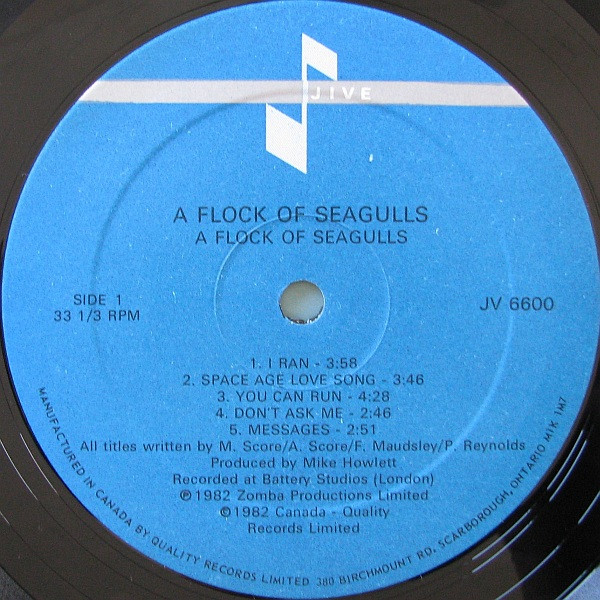 JIVE
A FLOCK OF SEAGULLS
A FLOCK OF SEAGULLS
SIDE 1
33 1/3 RPM
JV 6600
1. I RAN - 3:58
2. SPACE AGE LOVE SONG - 3:46
3. YOU CAN RUN - 4:28
4. DON'T ASK ME - 2:46
5. MESSAGES - 2:51
All titles written by M. Score/A. Score/F. Maudsley/P. Reynolds
Produced by Mike Howlett
Recorded at Battery Studios (London)
℗1982 Zomba Productions Limited
©1982 Canada - Quality
Records Limited
MANUFACTURED IN CANADA BY QUALITY RECORDS LIMITED 380 BIRCHMOUNT RD. SCARBOROUGH, ONTARIO M1K 1M7